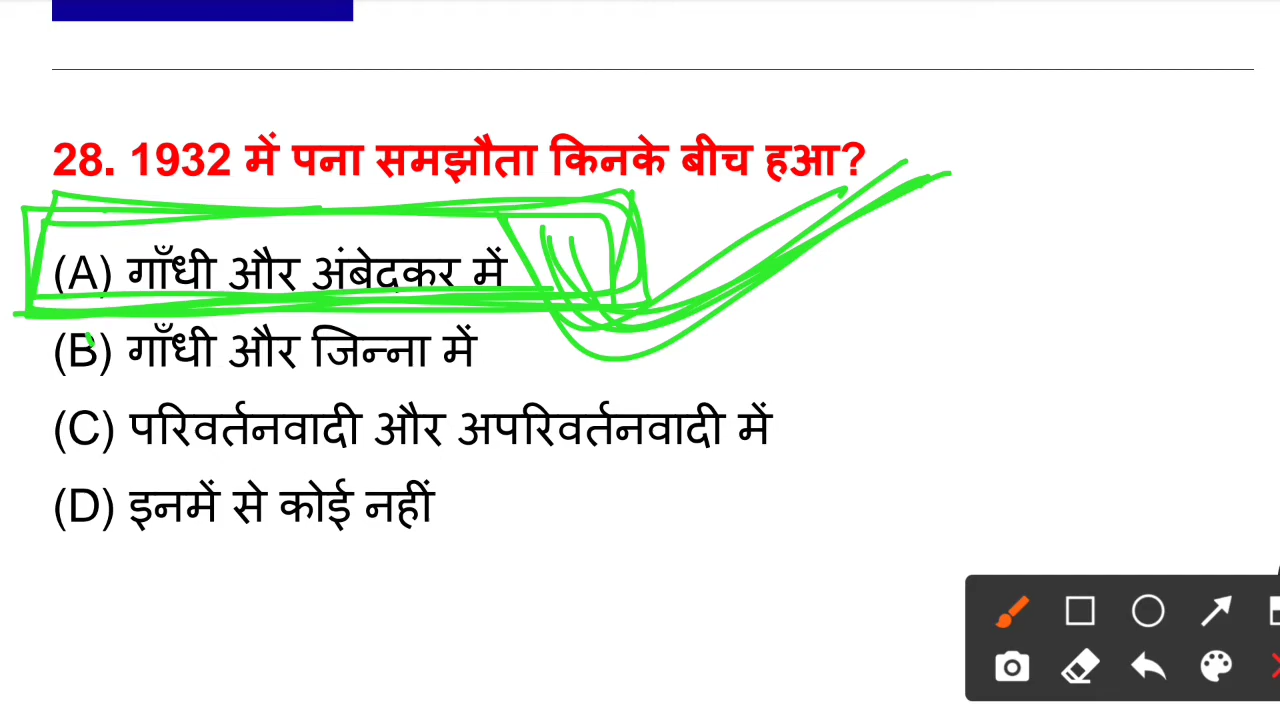 28. 1932 में पना समझौता किनके बीच हआ?
(A) गाँधी और अंबेदकर में
(B) गाँधी और जिन्ना में
(C) परिवर्तनवादी और अपरिवर्तनवादी में
(D) इनमें से कोई नहीं